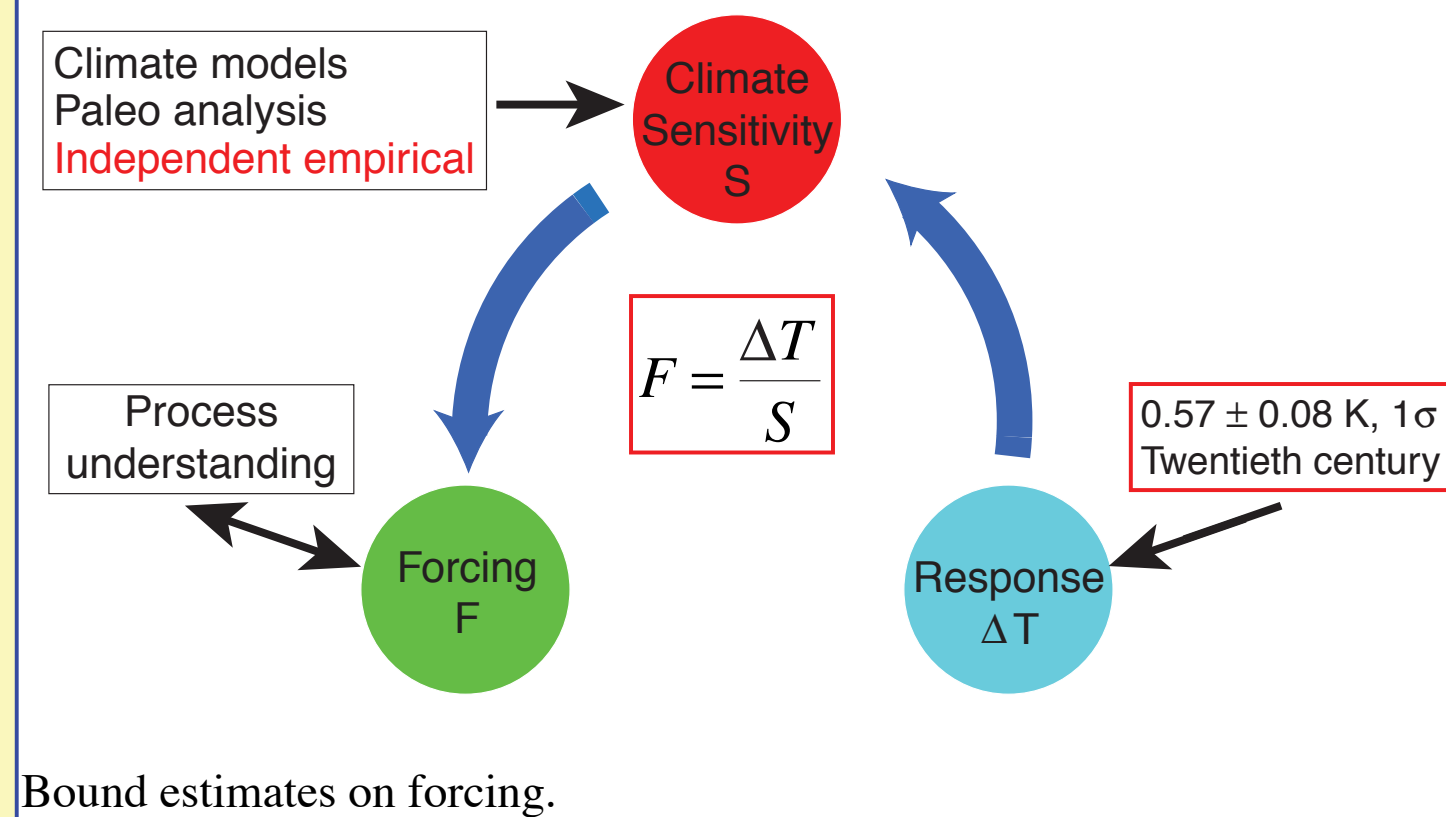 Climate models
Paleo analysis
Independent empirical
Climate
Sensitivity
S
F = ΔT / S
Process
understanding
0.57 ± 0.08 K, 1σ
Twentieth century
Forcing
F
Response
Δ T
Bound estimates on forcing.